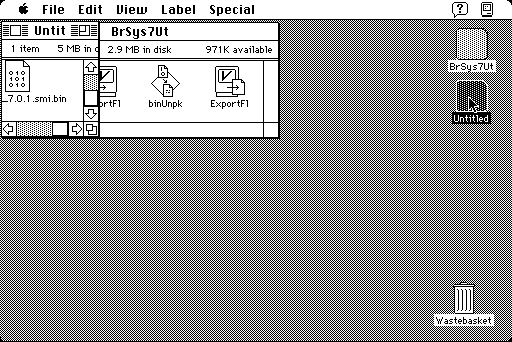 File Edit View Label Special
Untit
BrSys7Ut
1 item 5 MB in d
2.9 MB in disk 971K available
_7.0.1.smi.bin
ortF1
binUnpk
ExportF1
BrSys7Ut
Untitled
Wastebasket